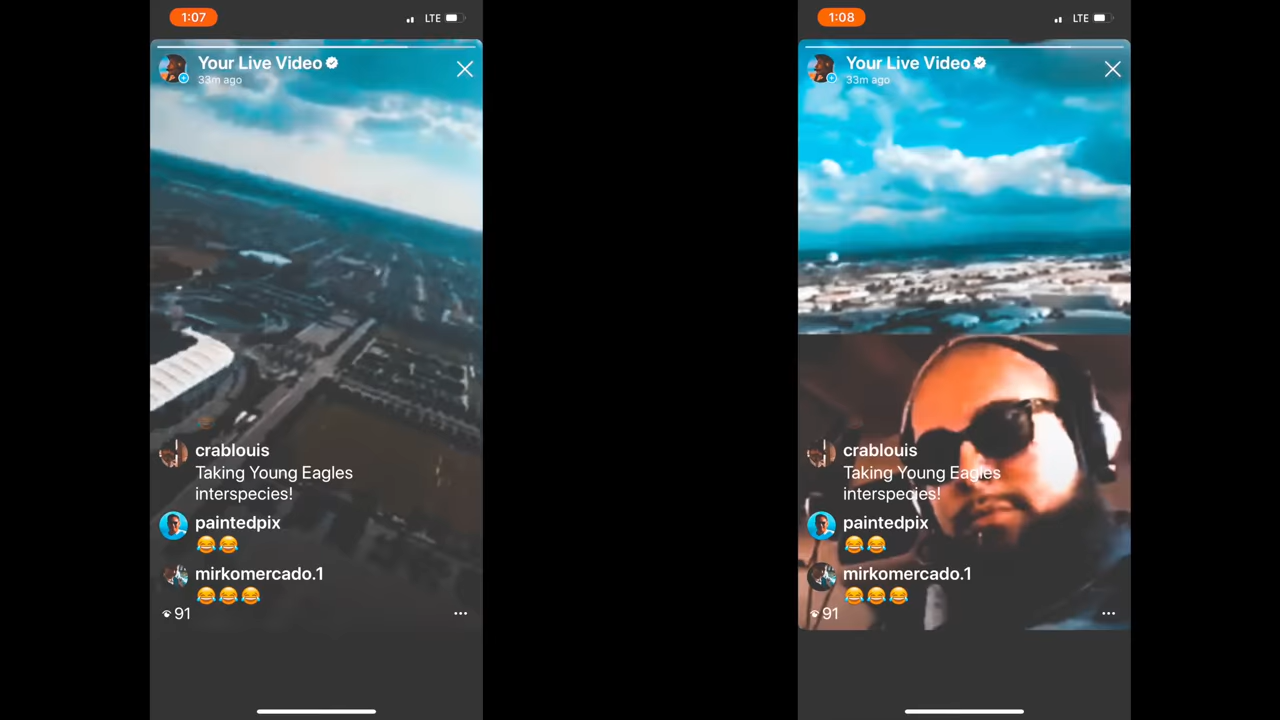 1:07
LTE
Your Live Video
33m ago
crablouis
Taking Young Eagles
interspecies!
paintedpix
😂😂
mirkomercado.1
😂😂😂
91
1:08
LTE
Your Live Video
33m ago
crablouis
Taking Young Eagles
interspecies!
paintedpix
😂😂
mirkomercado.1
😂😂😂
91